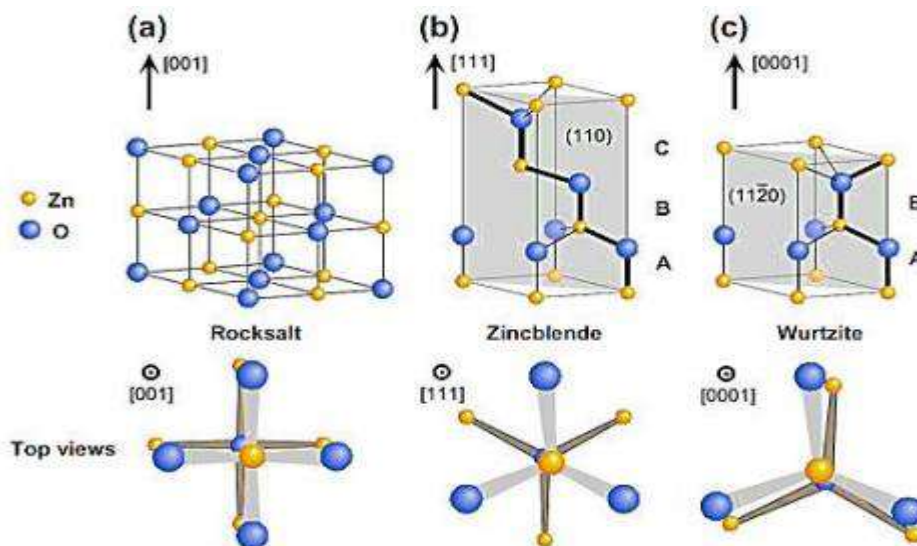 (a)
[001]
Zn
O
Rocksalt
(b)
[111]
(110)
C
B
A
Zincblende
(c)
[0001]
(112̄0)
B
A
Wurtzite
Top views
[001]
[111]
[0001]